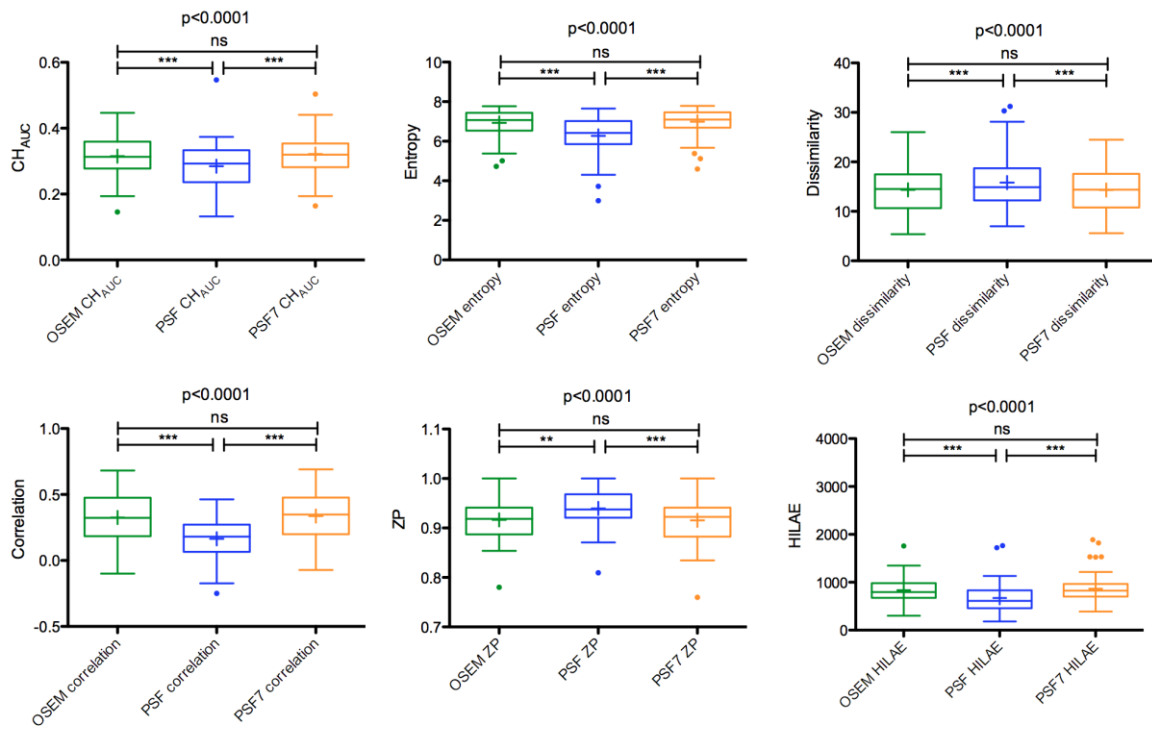 p<0.0001
ns
*** ***
CH_AUC
0.6
0.4
0.2
0.0
OSEM CH_AUC
PSF CH_AUC
PSF7 CH_AUC
p<0.0001
ns
*** ***
Entropy
10
8
6
4
2
0
OSEM entropy
PSF entropy
PSF7 entropy
p<0.0001
ns
*** ***
Dissimilarity
40
30
20
10
0
OSEM dissimilarity
PSF dissimilarity
PSF7 dissimilarity
p<0.0001
ns
*** ***
Correlation
1.0
0.5
0.0
-0.5
OSEM correlation
PSF correlation
PSF7 correlation
p<0.0001
ns
** ***
ZP
1.1
1.0
0.9
0.8
0.7
OSEM ZP
PSF ZP
PSF7 ZP
p<0.0001
ns
*** ***
HILAE
4000
3000
2000
1000
0
OSEM HILAE
PSF HILAE
PSF7 HILAE